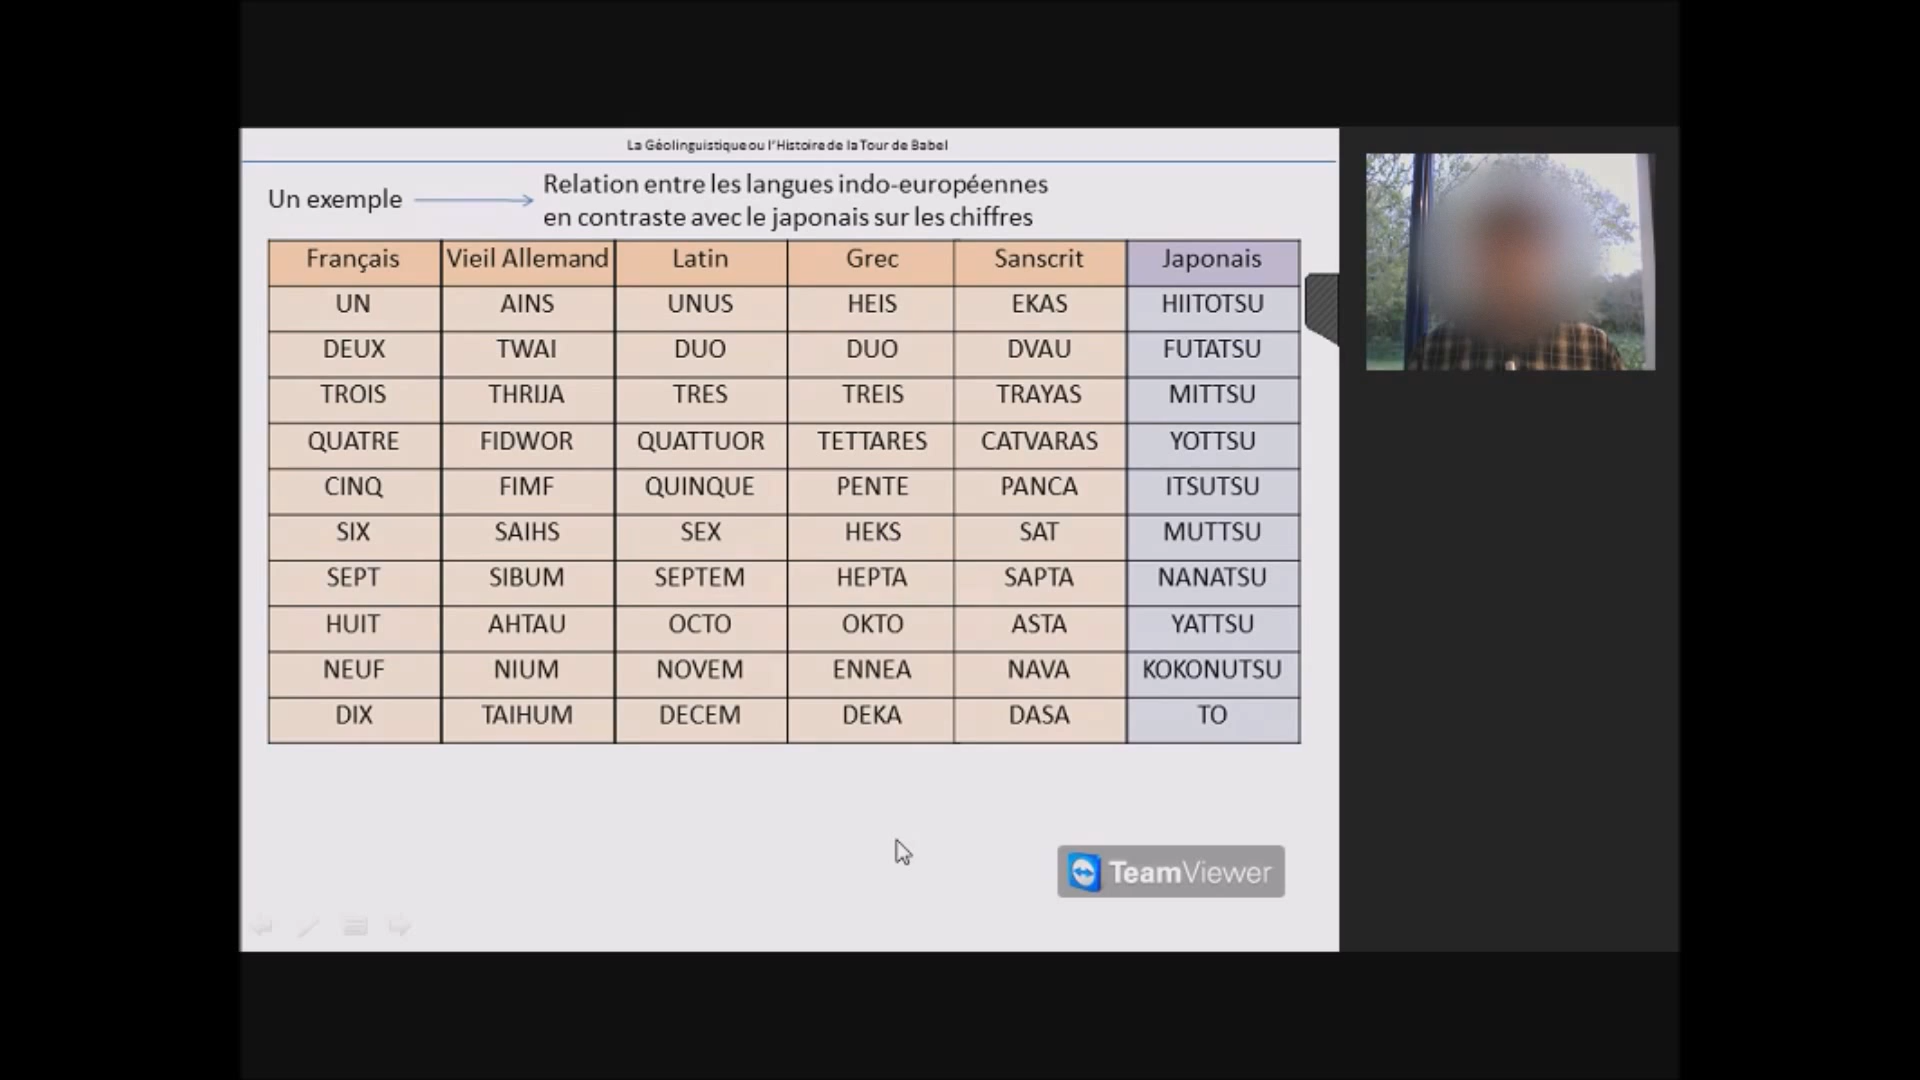 La Géolinguistique ou l'Histoire de la Tour de Babel
Un exemple
Relation entre les langues indo-européennes
en contraste avec le japonais sur les chiffres
Français Vieil Allemand Latin Grec Sanscrit Japonais
UN AINS UNUS HEIS EKAS HIITOTSU
DEUX TWAI DUO DUO DVAU FUTATSU
TROIS THRIJA TRES TREIS TRAYAS MITTSU
QUATRE FIDWOR QUATTUOR TETTARES CATVARAS YOTTSU
CINQ FIMF QUINQUE PENTE PANCA ITSUTSU
SIX SAIHS SEX HEKS SAT MUTTSU
SEPT SIBUM SEPTEM HEPTA SAPTA NANATSU
HUIT AHTAU OCTO OKTO ASTA YATTSU
NEUF NIUM NOVEM ENNEA NAVA KOKONUTSU
DIX TAIHUM DECEM DEKA DASA TO
TeamViewer